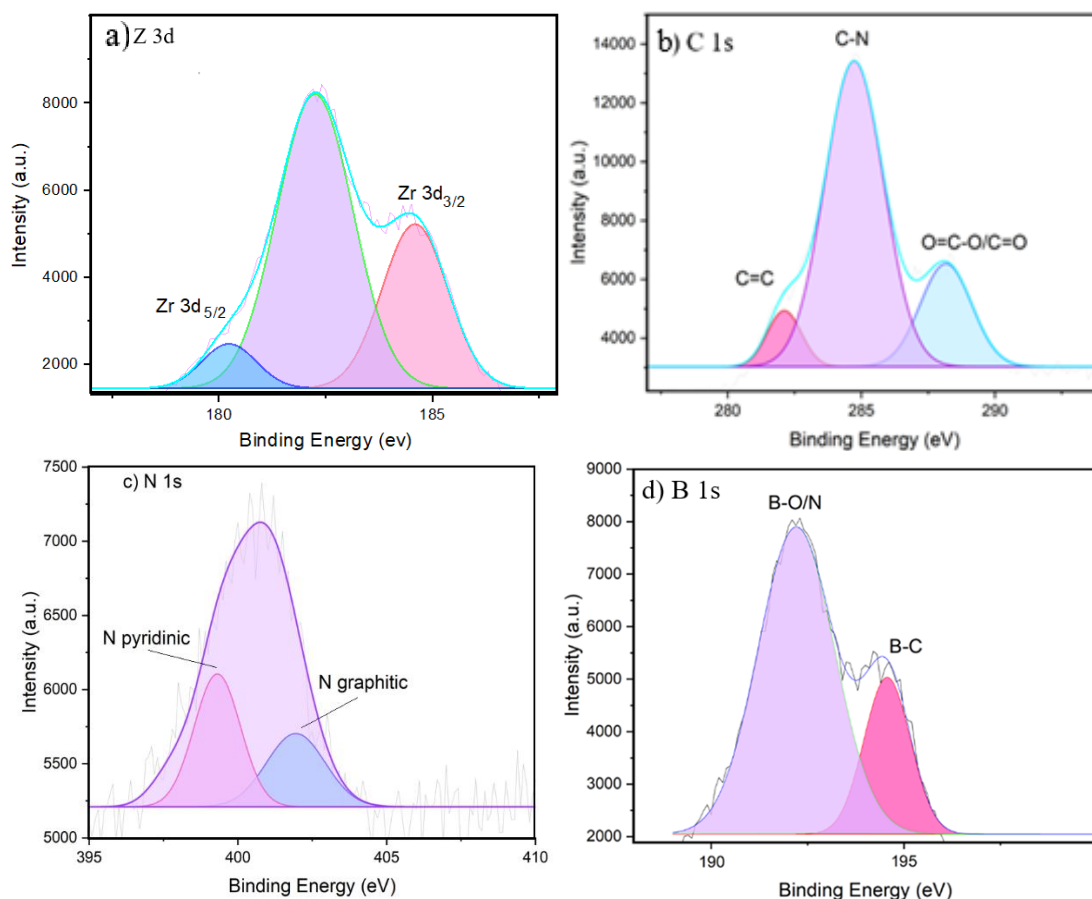 a) Z 3d
Intensity (a.u.)
8000
6000
4000
2000
Zr 3d5/2
Zr 3d3/2
180
185
Binding Energy (ev)
b) C 1s
Intensity (a.u.)
14000
12000
10000
8000
6000
4000
C-N
C=C
O=C-O/C=O
280
285
290
Binding Energy (eV)
c) N 1s
Intensity (a.u.)
7500
7000
6500
6000
5500
5000
N pyridinic
N graphitic
395
400
405
410
Binding Energy (eV)
d) B 1s
Intensity (a.u.)
9000
8000
7000
6000
5000
4000
3000
2000
B-O/N
B-C
190
195
Binding Energy (eV)